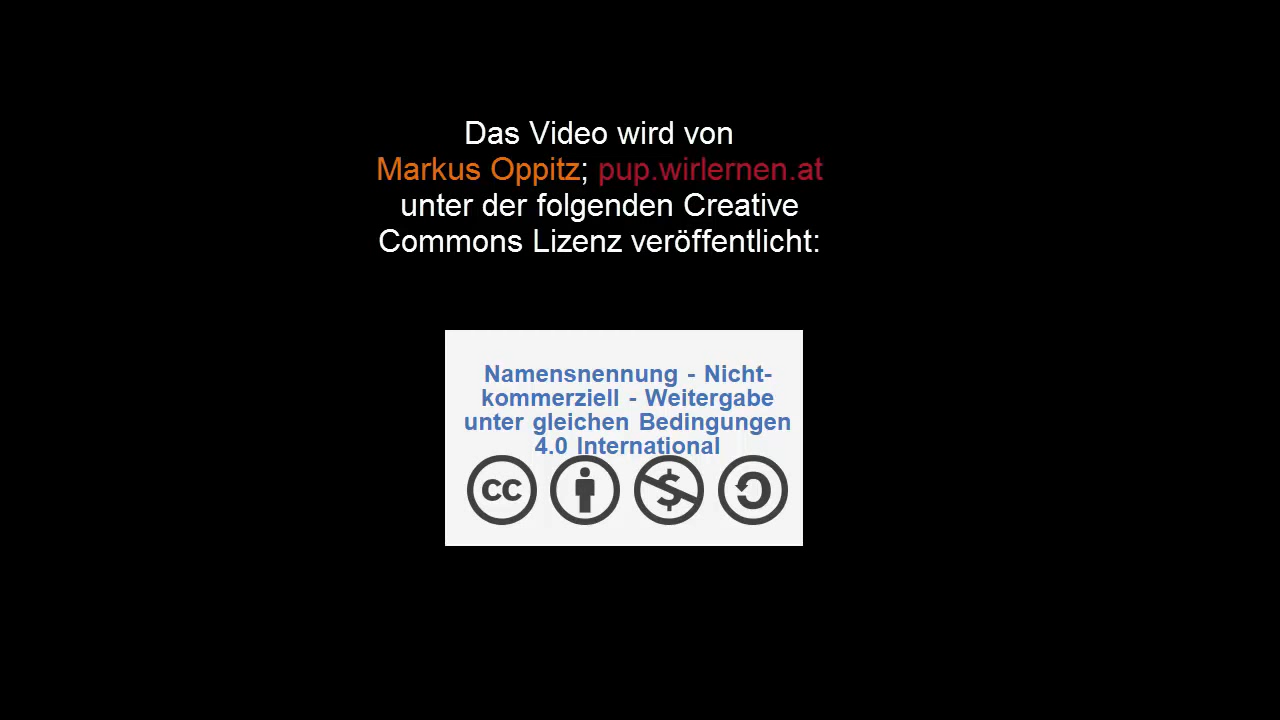 Das Video wird von
Markus Oppitz; pup.wirlernen.at
unter der folgenden Creative
Commons Lizenz veröffentlicht:
Namensnennung - Nicht-
kommerziell - Weitergabe
unter gleichen Bedingungen
4.0 International
cc
$